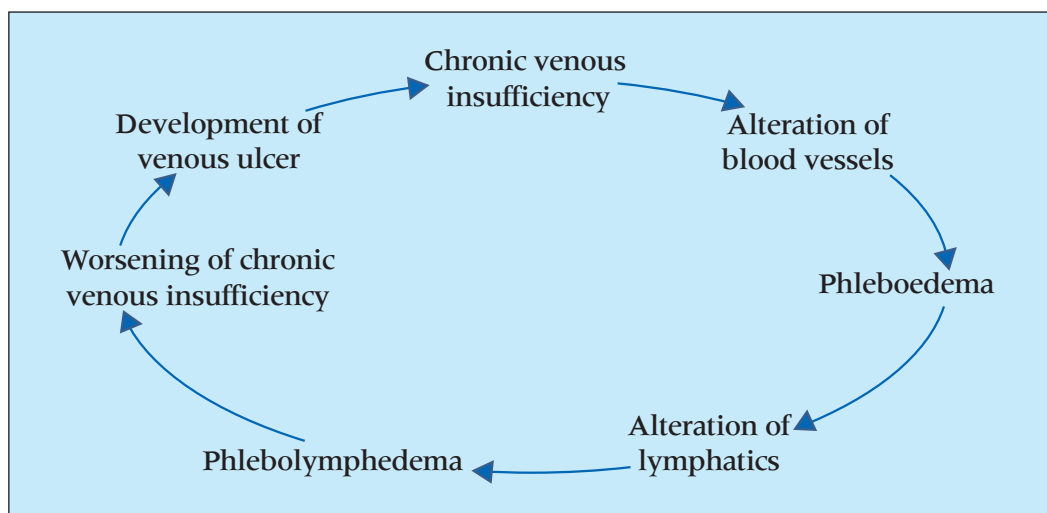 Chronic venous
insufficiency
Alteration of
blood vessels
Phleboedema
Alteration of
lymphatics
Phlebolymphedema
Worsening of chronic
venous insufficiency
Development of
venous ulcer